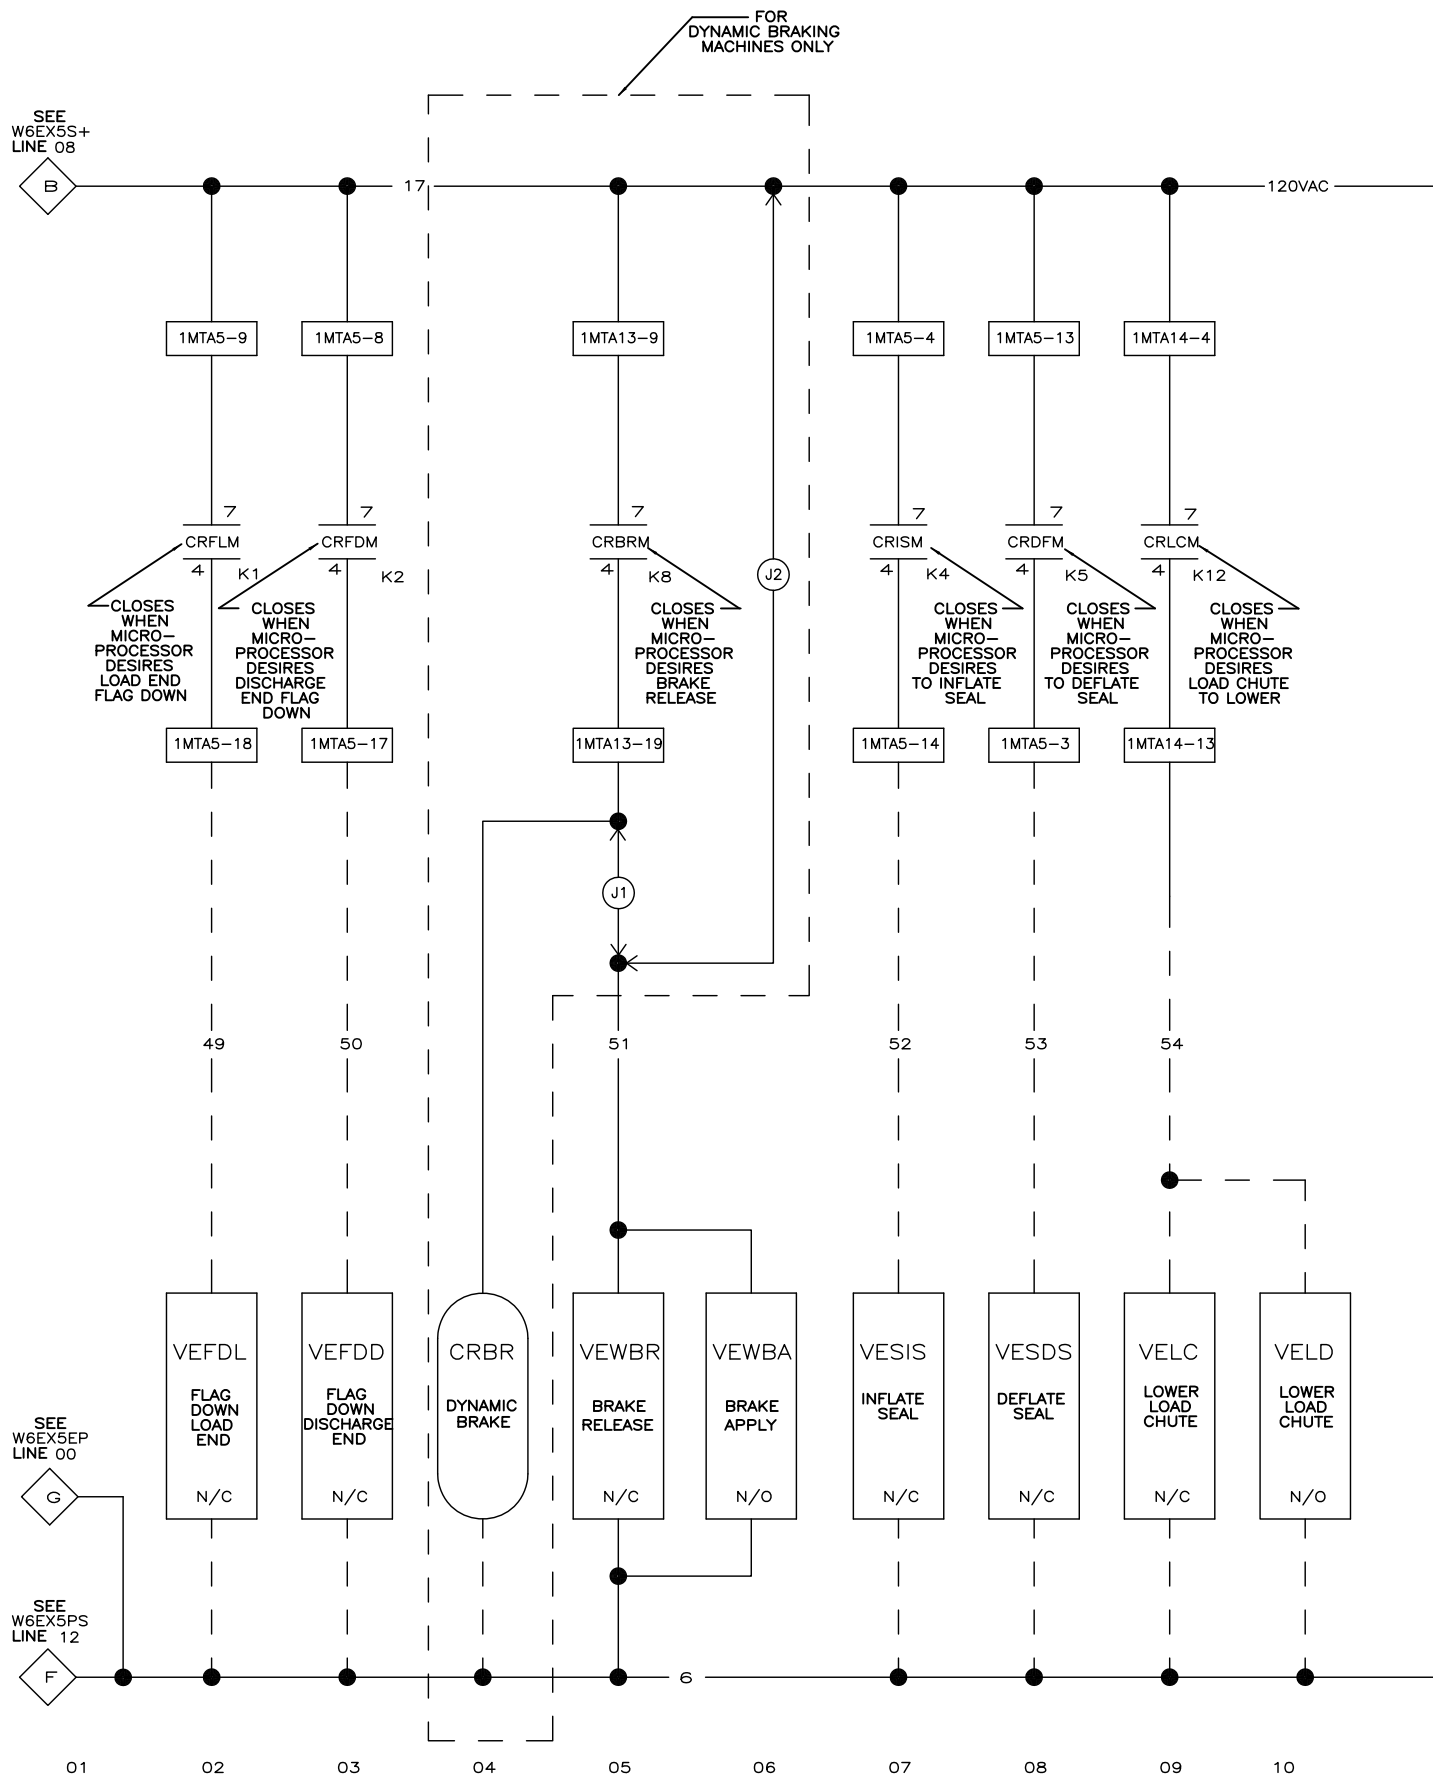 FOR
DYNAMIC BRAKING
MACHINES ONLY
SEE
W6EX5S+
LINE 08
B
17
120VAC
1MTA5-9
1MTA5-8
1MTA13-9
1MTA5-4
1MTA5-13
1MTA14-4
7
CRFLM
4
K1
7
CRFDM
4
K2
7
CRBRM
4
K8
J2
7
CRISM
4
K4
7
CRDFM
4
K5
7
CRLCM
4
K12
CLOSES
WHEN
MICRO-
PROCESSOR
DESIRES
LOAD END
FLAG DOWN
CLOSES
WHEN
MICRO-
PROCESSOR
DESIRES
DISCHARGE
END FLAG
DOWN
CLOSES
WHEN
MICRO-
PROCESSOR
DESIRES
BRAKE
RELEASE
CLOSES
WHEN
MICRO-
PROCESSOR
DESIRES
TO INFLATE
SEAL
CLOSES
WHEN
MICRO-
PROCESSOR
DESIRES
TO DEFLATE
SEAL
CLOSES
WHEN
MICRO-
PROCESSOR
DESIRES
LOAD CHUTE
TO LOWER
1MTA5-18
1MTA5-17
1MTA13-19
1MTA5-14
1MTA5-3
1MTA14-13
J1
49
50
51
52
53
54
VEFDL
FLAG
DOWN
LOAD
END
N/C
VEFDD
FLAG
DOWN
DISCHARGE
END
N/C
CRBR
DYNAMIC
BRAKE
VEWBR
BRAKE
RELEASE
N/C
VEWBA
BRAKE
APPLY
N/O
VESIS
INFLATE
SEAL
N/C
VESDS
DEFLATE
SEAL
N/C
VELC
LOWER
LOAD
CHUTE
N/C
VELD
LOWER
LOAD
CHUTE
N/O
SEE
W6EX5EP
LINE 00
G
SEE
W6EX5PS
LINE 12
F
6
01
02
03
04
05
06
07
08
09
10